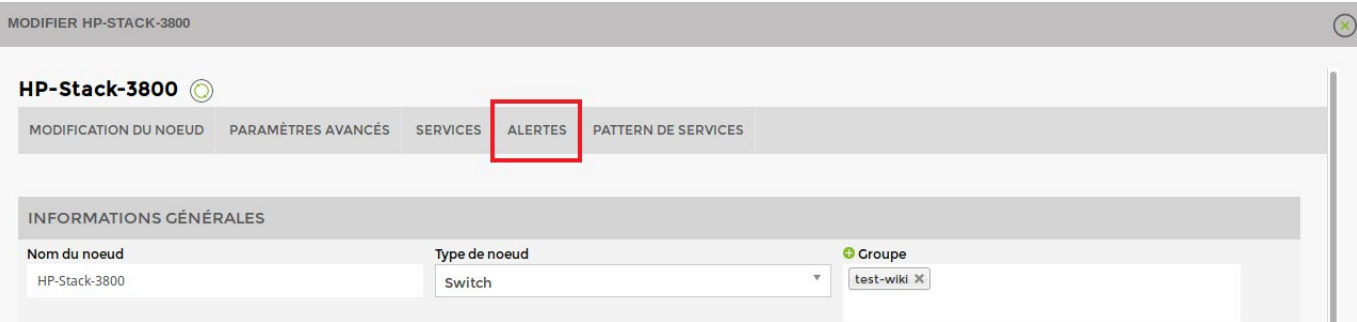 MODIFIER HP-STACK-3800
HP-Stack-3800
MODIFICATION DU NOEUD PARAMÈTRES AVANCÉS SERVICES ALERTES PATTERN DE SERVICES
INFORMATIONS GÉNÉRALES
Nom du noeud Type de noeud Groupe
HP-Stack-3800 Switch test-wiki